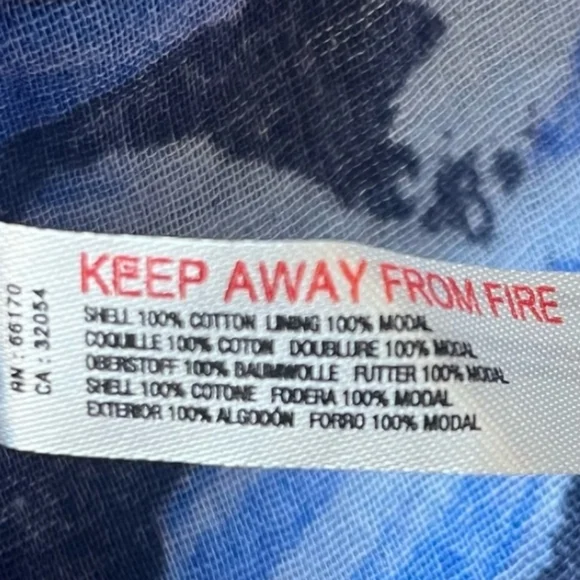 KEEP AWAY FROM FIRE
SHELL 100% COTTON LINING 100% MODAL
COQUILLE 100% COTON DOUBLURE 100% MODAL
OBERSTOFF 100% BAUMWOLLE FUTTER 100% MODAL
SHELL 100% COTONE FODERA 100% MODAL
EXTERIOR 100% ALGODÓN FORRO 100% MODAL
RN : 66170
CA : 32054